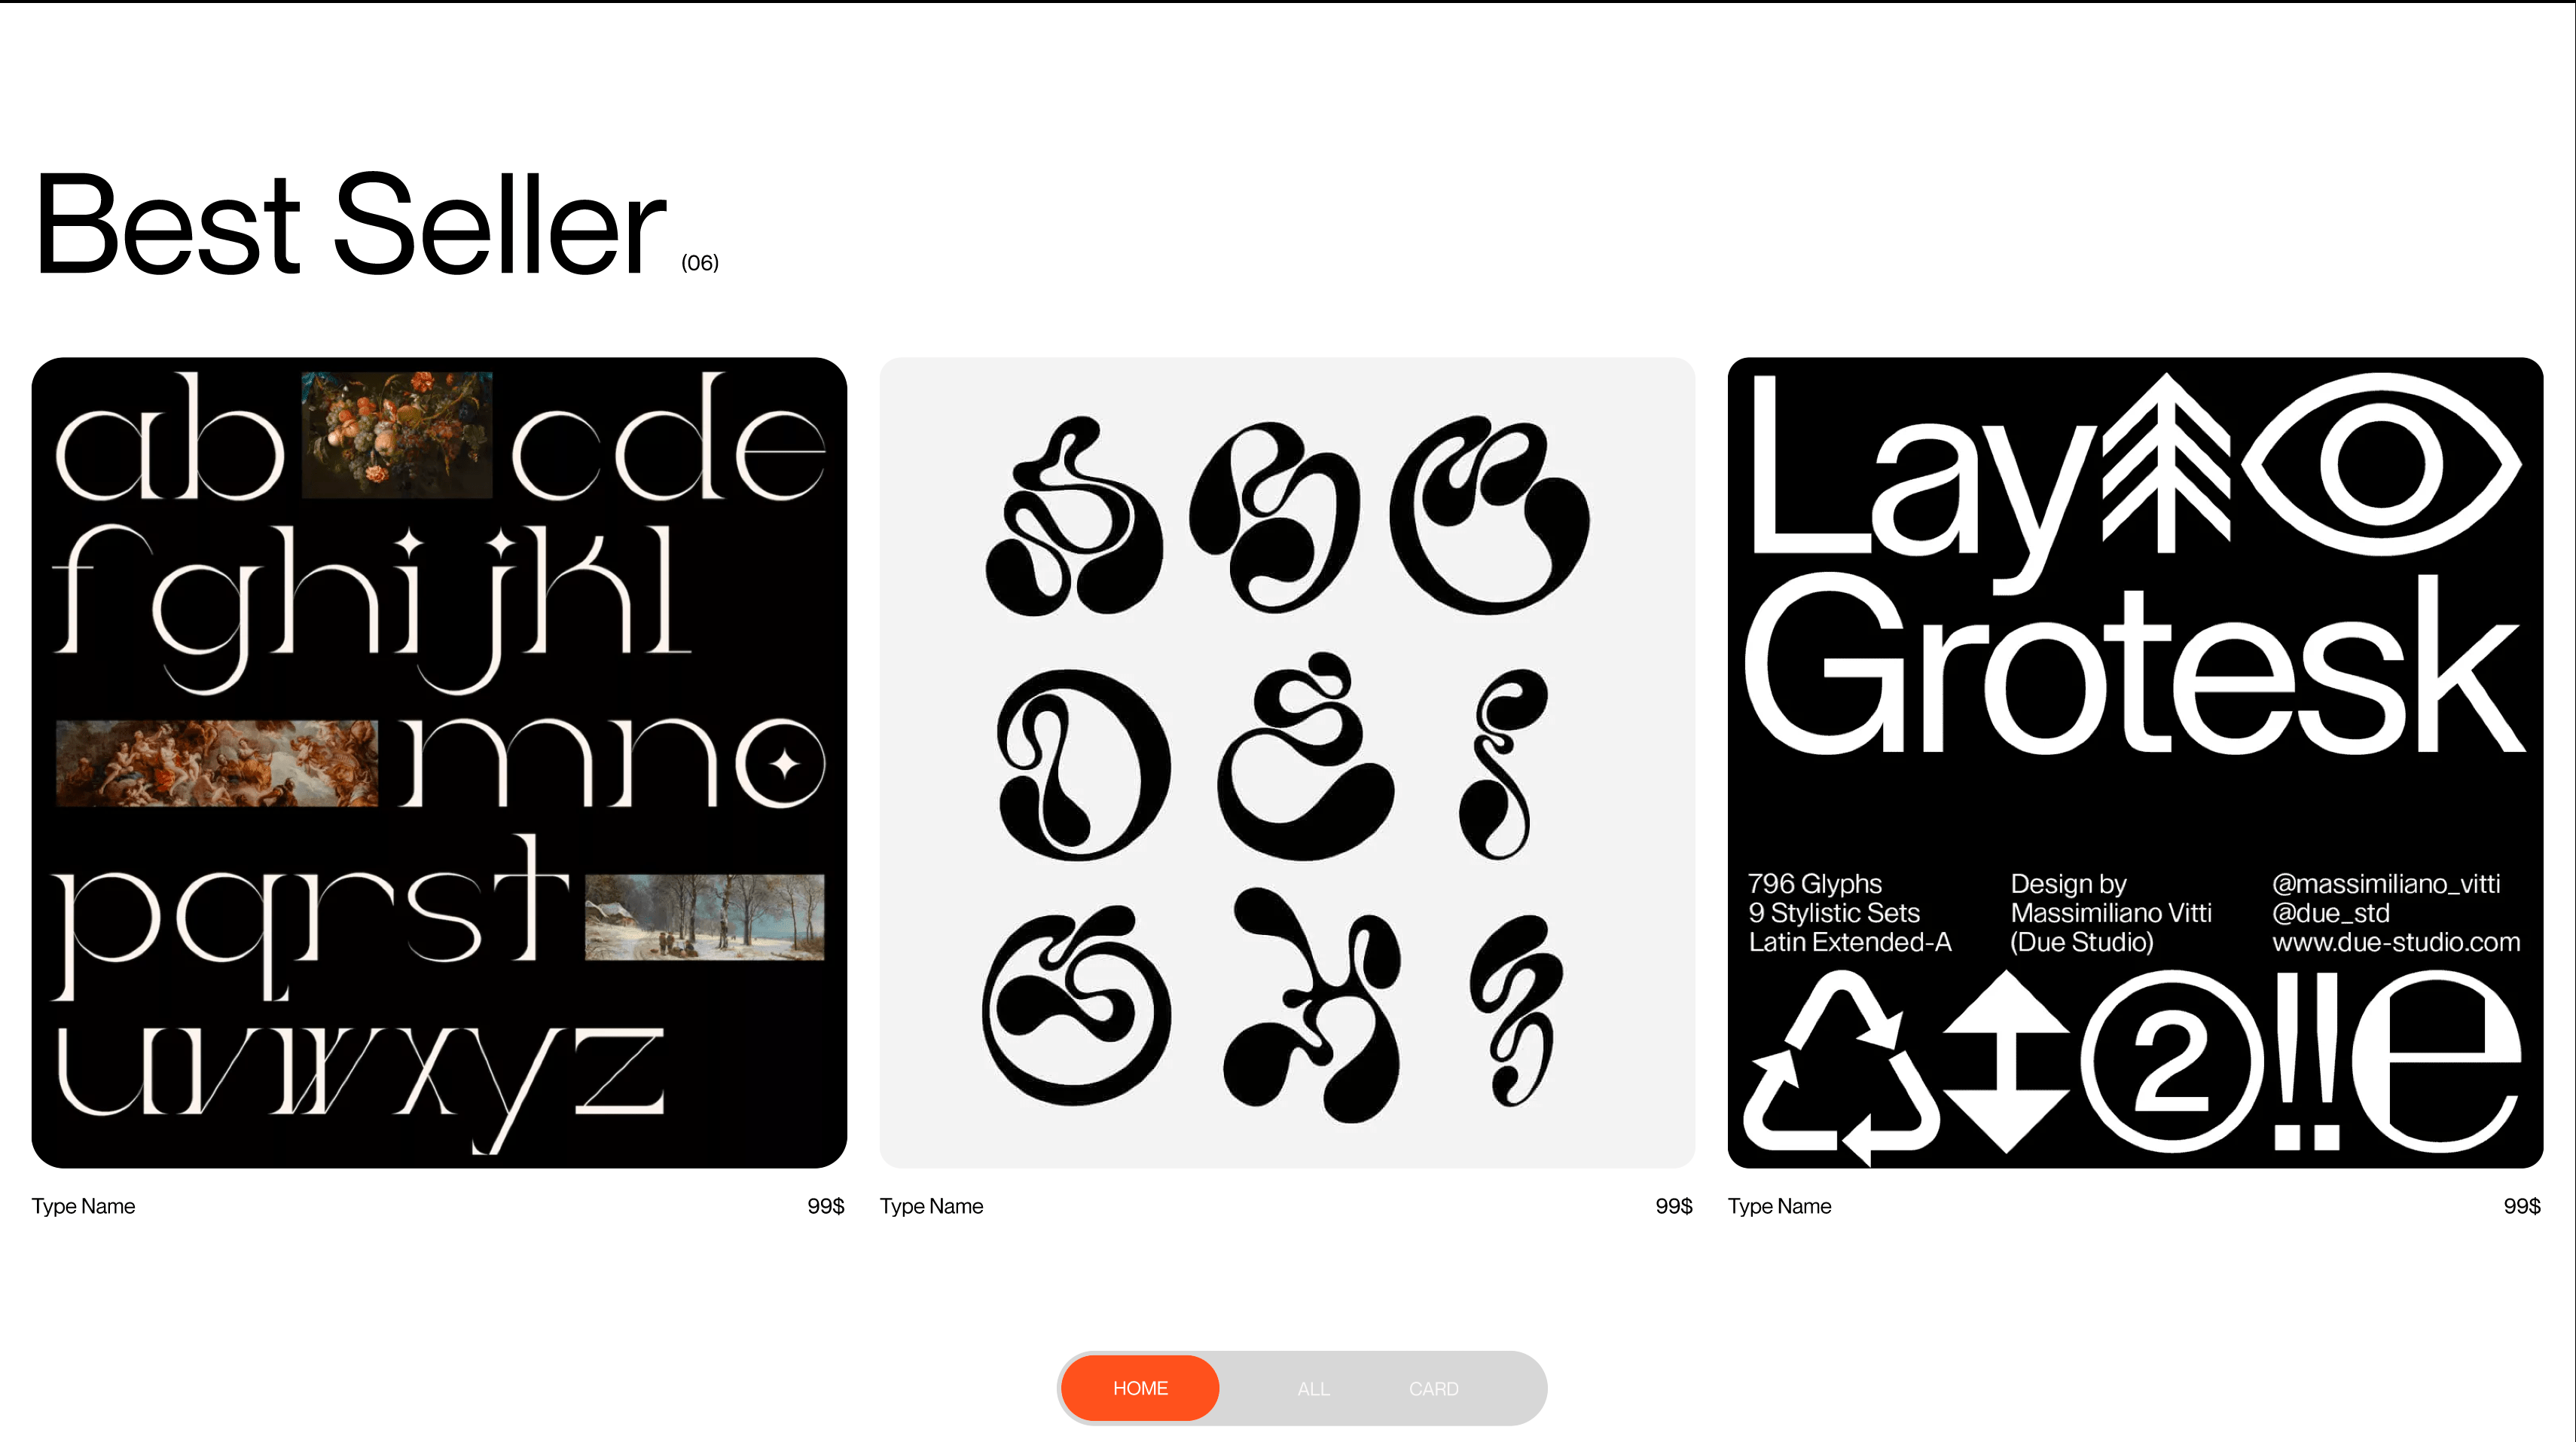 Best Seller (06)
ab cde
fghijkl
mno
pqrst
uvwxyz
A B C
D E F
G H I
Lay
Grotesk
796 Glyphs
9 Stylistic Sets
Latin Extended-A
Design by
Massimiliano Vitti
(Due Studio)
@massimiliano_vitti
@due_std
www.due-studio.com
2 !! e
Type Name 99$
Type Name 99$
Type Name 99$
HOME ALL CARD